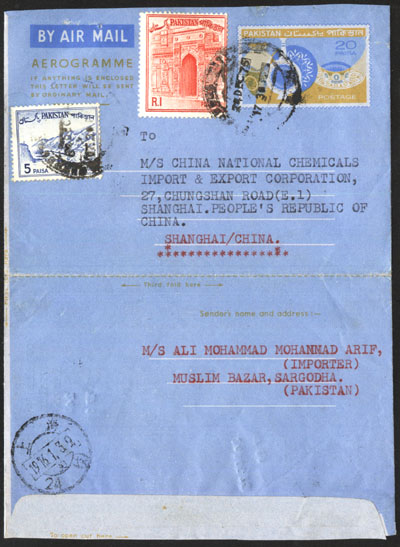 BY AIR MAIL
AEROGRAMME
IF ANYTHING IS ENCLOSED
THIS LETTER WILL BE SENT
BY ORDINARY MAIL.
PAKISTAN
R.1
PAKISTAN پاکستان পাকিস্তান
20
POSTAGE
PAKISTAN
5 PAISA
To
M/S CHINA NATIONAL CHEMICALS
IMPORT & EXPORT CORPORATION,
27,CHUNGSHAN ROAD(E.1)
SHANGHAI.PEOPLE'S REPUBLIC OF
CHINA.
SHANGHAI/CHINA.
*****************
Third fold here
Senders name and address:—
M/S ALI MOHAMMAD MOHANNAD ARIF,
(IMPORTER)
MUSLIM BAZAR,SARGODHA.
(PAKISTAN)
24